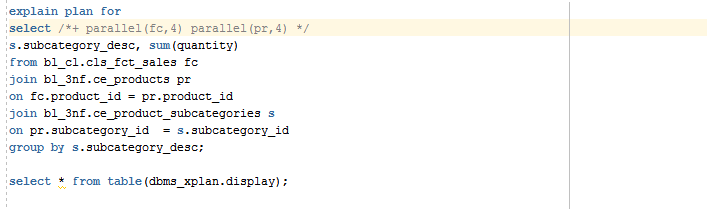 explain plan for
select /*+ parallel(fc,4) parallel(pr,4) */
s.subcategory_desc, sum(quantity)
from bl_cl.cls_fct_sales fc
join bl_3nf.ce_products pr
on fc.product_id = pr.product_id
join bl_3nf.ce_product_subcategories s
on pr.subcategory_id  = s.subcategory_id
group by s.subcategory_desc;
select * from table(dbms_xplan.display);